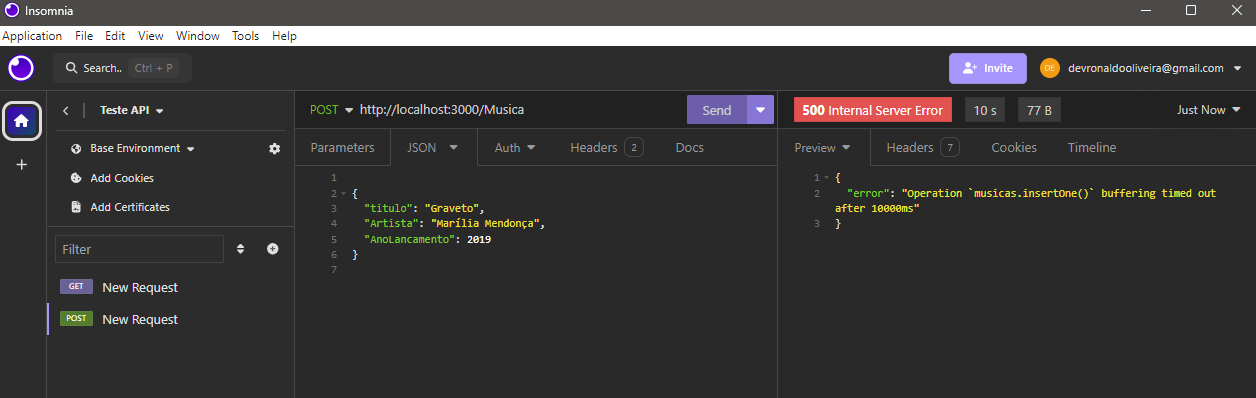 Insomnia
Application File Edit View Window Tools Help
Search.. Ctrl + P
Invite
DE
devronaldooliveira@gmail.com
Teste API
POST http://localhost:3000/Musica
Send
500 Internal Server Error
10 s
77 B
Just Now
Base Environment
Add Cookies
Add Certificates
Filter
GET New Request
POST New Request
Parameters JSON Auth Headers 2 Docs
1
2 {
3 "titulo": "Graveto",
4 "Artista": "Marília Mendonça",
5 "AnoLancamento": 2019
6 }
7
Preview Headers 7 Cookies Timeline
1 {
2 "error": "Operation `musicas.insertOne()` buffering timed out
after 10000ms"
3 }